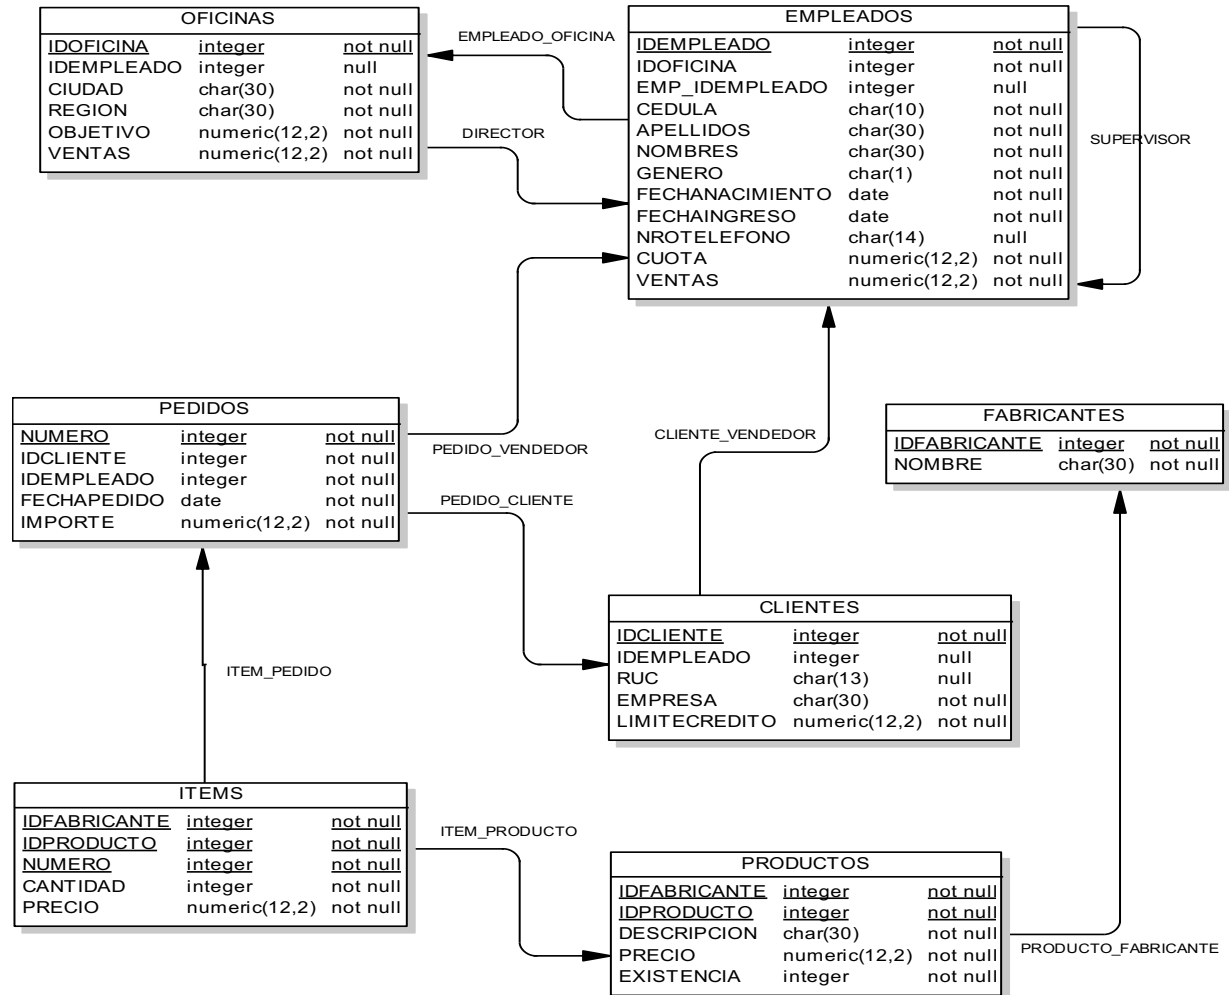 OFICINAS
IDOFICINA integer not null
IDEMPLEADO integer null
CIUDAD char(30) not null
REGION char(30) not null
OBJETIVO numeric(12,2) not null
VENTAS numeric(12,2) not null
EMPLEADO_OFICINA
DIRECTOR
EMPLEADOS
IDEMPLEADO integer not null
IDOFICINA integer not null
EMP_IDEMPLEADO integer null
CEDULA char(10) not null
APELLIDOS char(30) not null
NOMBRES char(30) not null
GENERO char(1) not null
FECHANACIMIENTO date not null
FECHAINGRESO date not null
NROTELEFONO char(14) null
CUOTA numeric(12,2) not null
VENTAS numeric(12,2) not null
SUPERVISOR
PEDIDOS
NUMERO integer not null
IDCLIENTE integer not null
IDEMPLEADO integer not null
FECHAPEDIDO date not null
IMPORTE numeric(12,2) not null
PEDIDO_VENDEDOR
PEDIDO_CLIENTE
CLIENTE_VENDEDOR
FABRICANTES
IDFABRICANTE integer not null
NOMBRE char(30) not null
CLIENTES
IDCLIENTE integer not null
IDEMPLEADO integer null
RUC char(13) null
EMPRESA char(30) not null
LIMITECREDITO numeric(12,2) not null
ITEM_PEDIDO
ITEMS
IDFABRICANTE integer not null
IDPRODUCTO integer not null
NUMERO integer not null
CANTIDAD integer not null
PRECIO numeric(12,2) not null
ITEM_PRODUCTO
PRODUCTOS
IDFABRICANTE integer not null
IDPRODUCTO integer not null
DESCRIPCION char(30) not null
PRECIO numeric(12,2) not null
EXISTENCIA integer not null
PRODUCTO_FABRICANTE